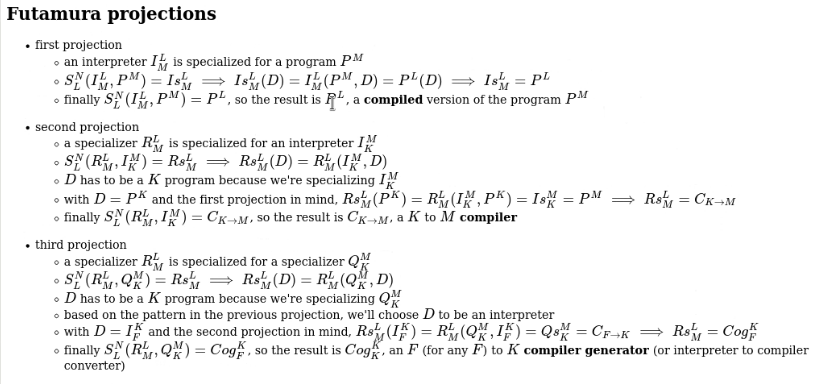 Futamura projections
• first projection
◦ an interpreter $I_M^L$ is specialized for a program $P^M$
◦ $S_L^N(I_M^L, P^M) = Is_M^L \implies Is_M^L(D) = I_M^L(P^M, D) = P^L(D) \implies Is_M^L = P^L$
◦ finally $S_L^N(I_M^L, P^M) = P^L$, so the result is $P^L$, a compiled version of the program $P^M$
• second projection
◦ a specializer $R_M^L$ is specialized for an interpreter $I_K^M$
◦ $S_L^N(R_M^L, I_K^M) = Rs_M^L \implies Rs_M^L(D) = R_M^L(I_K^M, D)$
◦ $D$ has to be a $K$ program because we're specializing $I_K^M$
◦ with $D = P^K$ and the first projection in mind, $Rs_M^L(P^K) = R_M^L(I_K^M, P^K) = Is_K^M = P^M \implies Rs_M^L = C_{K \to M}$
◦ finally $S_L^N(R_M^L, I_K^M) = C_{K \to M}$, so the result is $C_{K \to M}$, a $K$ to $M$ compiler
• third projection
◦ a specializer $R_M^L$ is specialized for a specializer $Q_K^M$
◦ $S_L^N(R_M^L, Q_K^M) = Rs_M^L \implies Rs_M^L(D) = R_M^L(Q_K^M, D)$
◦ $D$ has to be a $K$ program because we're specializing $Q_K^M$
◦ based on the pattern in the previous projection, we'll choose $D$ to be an interpreter
◦ with $D = I_F^K$ and the second projection in mind, $Rs_M^L(I_F^K) = R_M^L(Q_K^M, I_F^K) = Qs_K^M = C_{F \to K} \implies Rs_M^L = Cog_F^K$
◦ finally $S_L^N(R_M^L, Q_K^M) = Cog_F^K$, so the result is $Cog_K^K$, an $F$ (for any $F$) to $K$ compiler generator (or interpreter to compiler
converter)